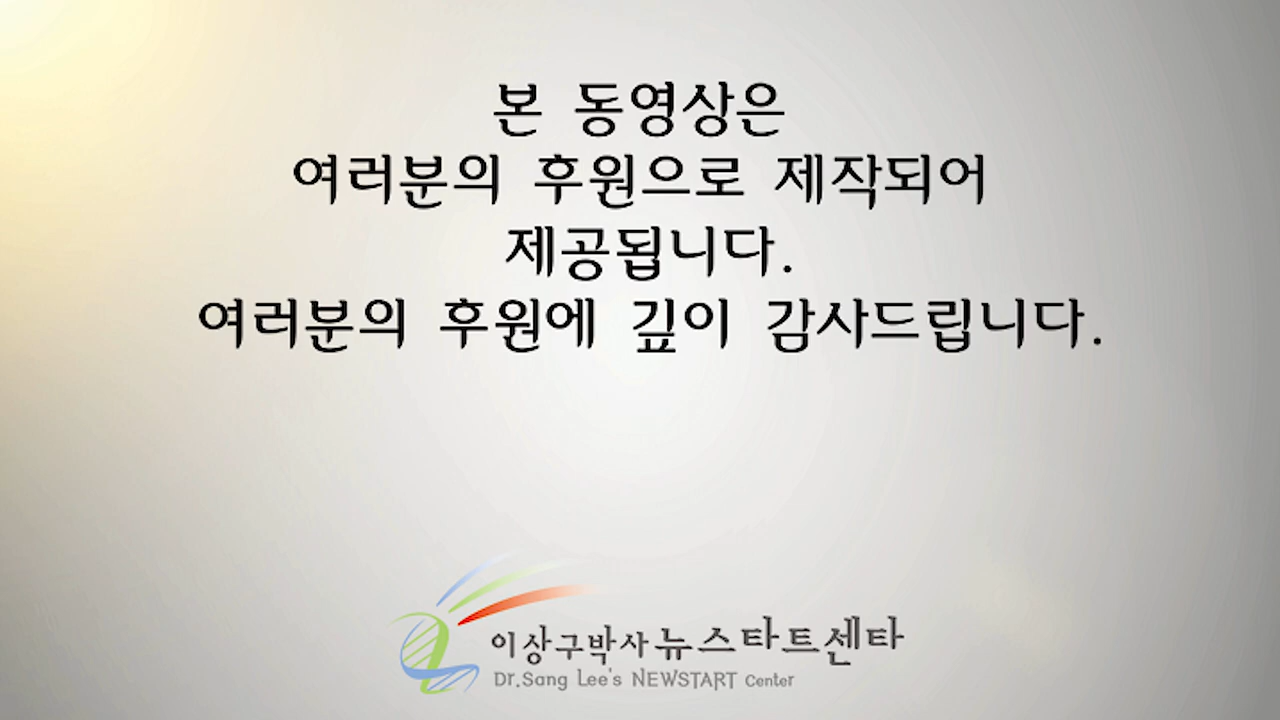 본 동영상은
여러분의 후원으로 제작되어
제공됩니다.
여러분의 후원에 깊이 감사드립니다.
이상구박사 뉴스타트센타
Dr.Sang Lee's NEWSTART Center